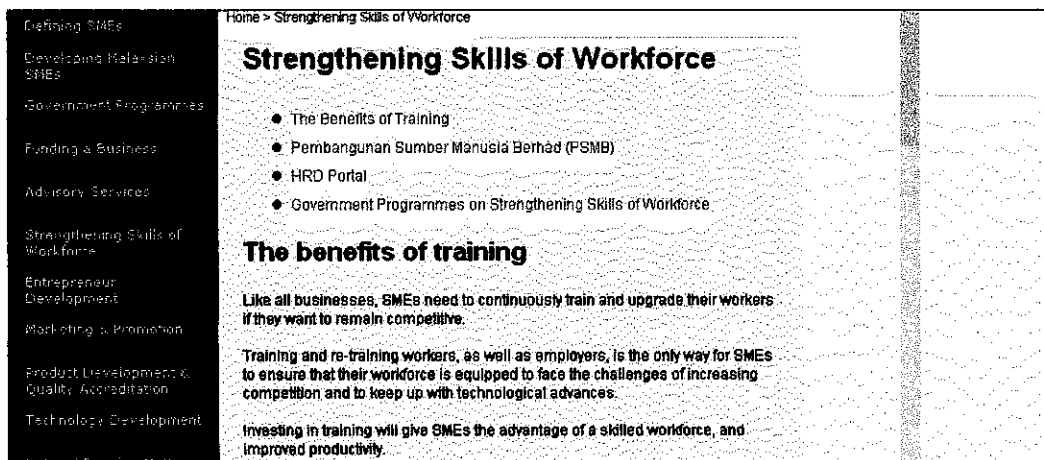 Defining SMEs
Developing Malaysian
SMEs
Government Programmes
Funding a Business
Advisory Services
Strengthening Skills of
Workforce
Entrepreneur
Development
Marketing & Promotion
Product Development &
Quality Accreditation
Technology Development
Home > Strengthening Skills of Workforce
Strengthening Skills of Workforce
● The Benefits of Training
● Pembangunan Sumber Manusia Berhad (PSMB)
● HRD Portal
● Government Programmes on Strengthening Skills of Workforce
The benefits of training
Like all businesses, SMEs need to continuously train and upgrade their workers
if they want to remain competitive.
Training and re-training workers, as well as employers, is the only way for SMEs
to ensure that their workforce is equipped to face the challenges of increasing
competition and to keep up with technological advances.
Investing in training will give SMEs the advantage of a skilled workforce, and
improved productivity.